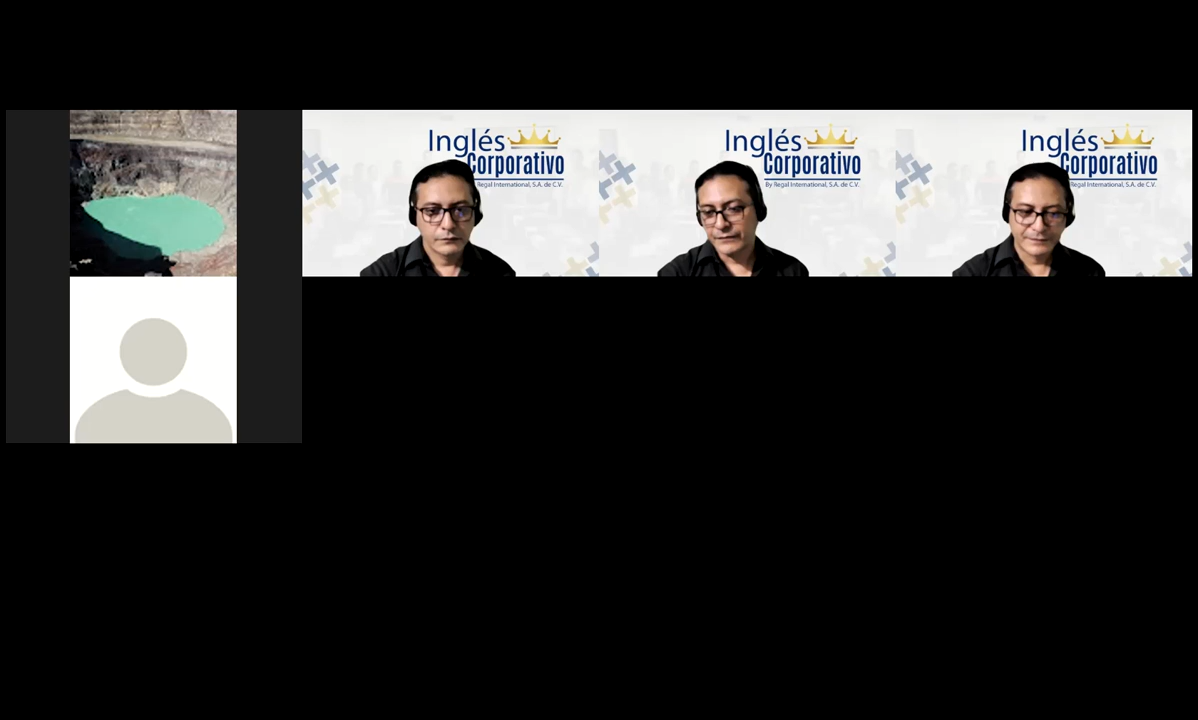 Inglés
Corporativo
Regal International, S.A. de C.V.
Inglés
Corporativo
By Regal International, S.A. de C.V.
Inglés
Corporativo
Regal International, S.A. de C.V.